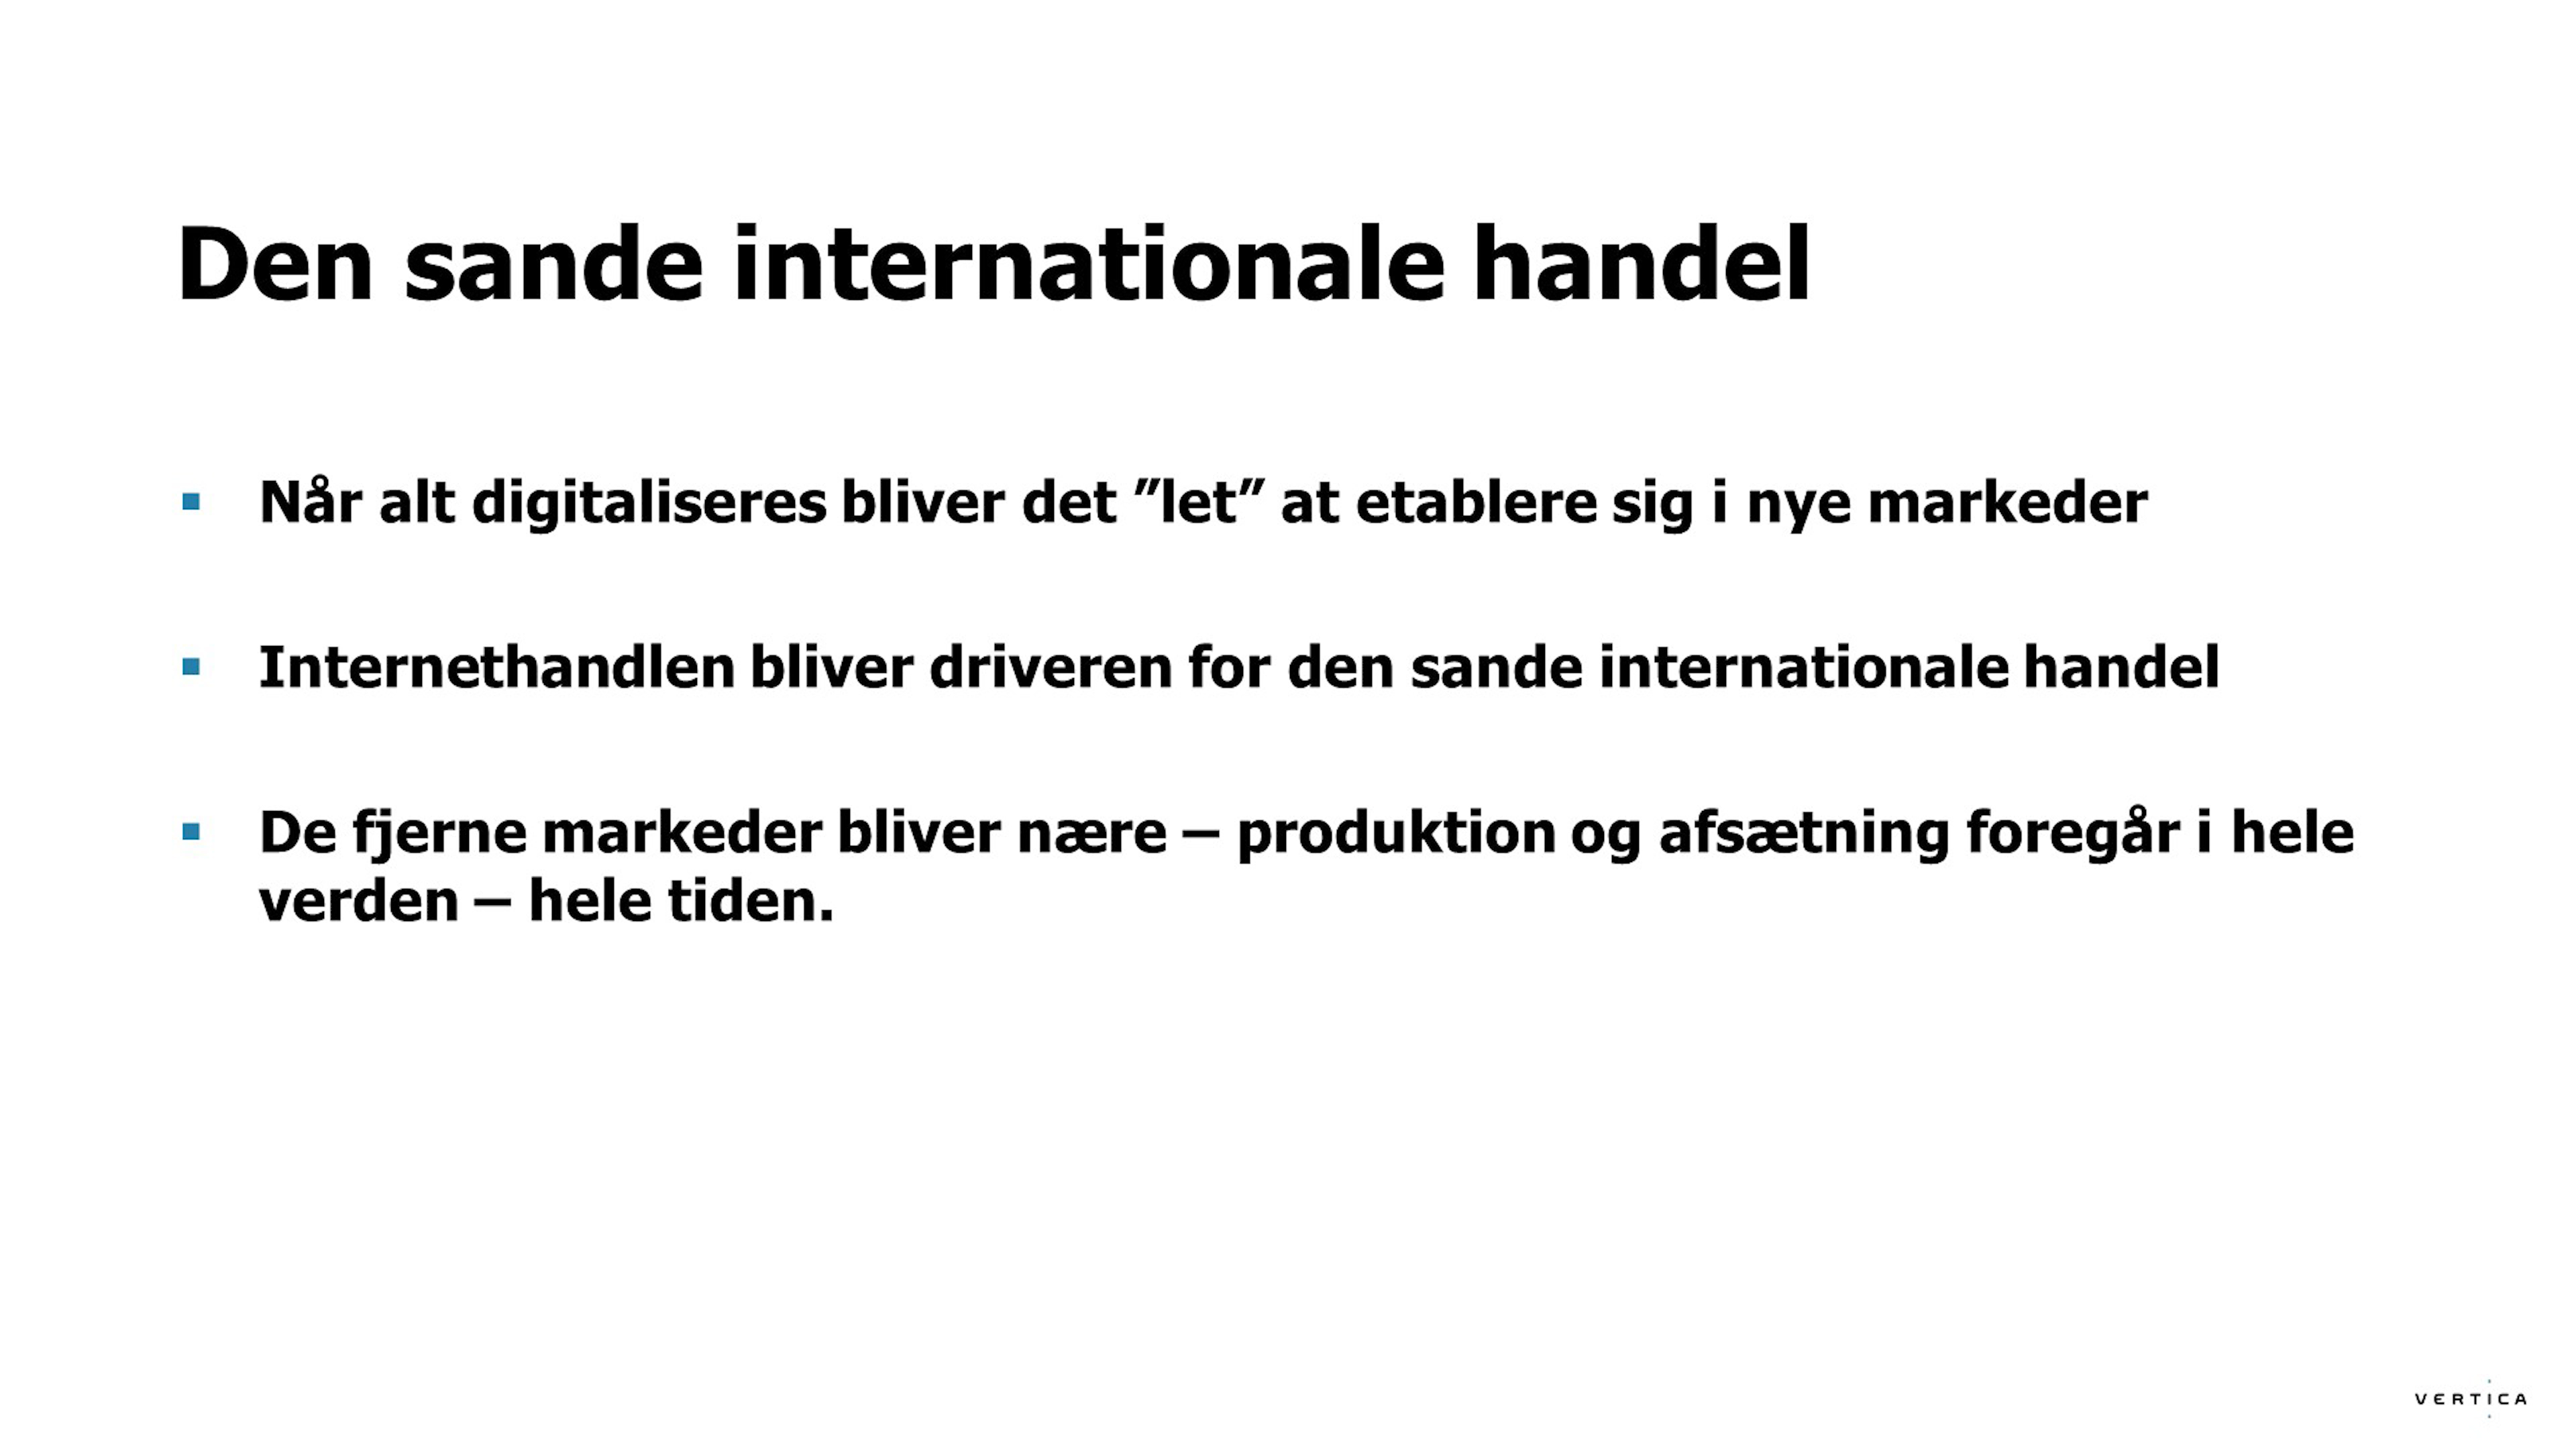 Den sande internationale handel
Når alt digitaliseres bliver det ”let” at etablere sig i nye markeder
Internethandlen bliver driveren for den sande internationale handel
De fjerne markeder bliver nære – produktion og afsætning foregår i hele
verden – hele tiden.
VERTICA